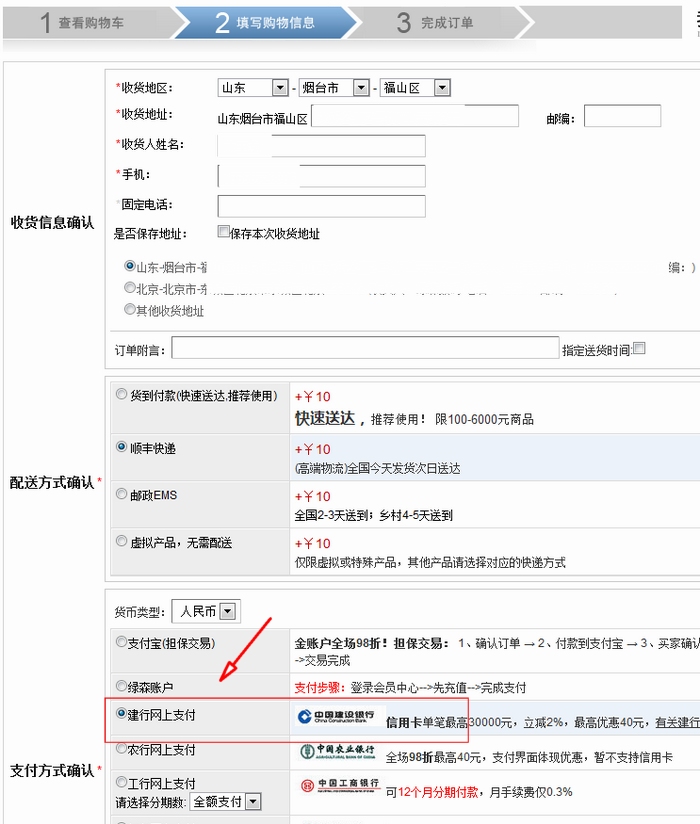 1 查看购物车 2 填写购物信息 3 完成订单
收货信息确认
*收货地区： 山东 - 烟台市 - 福山区
*收货地址： 山东烟台市福山区 邮编：
*收货人姓名：
*手机：
*固定电话：
是否保存地址： 保存本次收货地址
山东-烟台市-福 编：)
北京-北京市-东
其他收货地址
订单附言： 指定送货时间:
配送方式确认*
货到付款(快速送达,推荐使用) +￥10
快速送达，推荐使用！ 限100-6000元商品
顺丰快递 +￥10
(高端物流)全国今天发货次日送达
邮政EMS +￥10
全国2-3天送到；乡村4-5天送到
虚拟产品，无需配送 +￥10
仅限虚拟或特殊产品，其他产品请选择对应的快递方式
支付方式确认*
货币类型： 人民币
支付宝(担保交易) 金账户全场98折！担保交易： 1、确认订单 → 2、付款到支付宝 → 3、买家确认
->交易完成
绿森账户 支付步骤：登录会员中心-->先充值-->完成支付
建行网上支付 中国建设银行 China Construction Bank 信用卡单笔最高30000元，立减2%，最高优惠40元，有关建行
农行网上支付 中国农业银行 AGRICULTURAL BANK OF CHINA 全场98折最高40元，支付界面体现优惠，暂不支持信用卡
工行网上支付 中国工商银行 可12个月分期付款，月手续费仅0.3%
请选择分期数: 全额支付